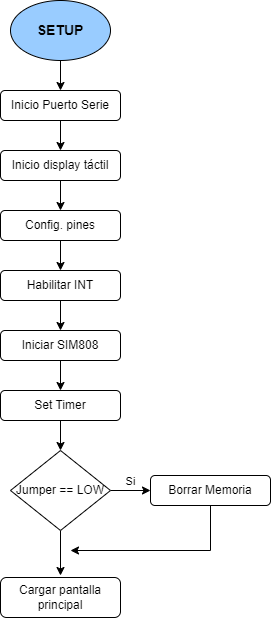 SETUP
Inicio Puerto Serie
Inicio display táctil
Config. pines
Habilitar INT
Iniciar SIM808
Set Timer
Jumper == LOW
Si
Borrar Memoria
Cargar pantalla
principal